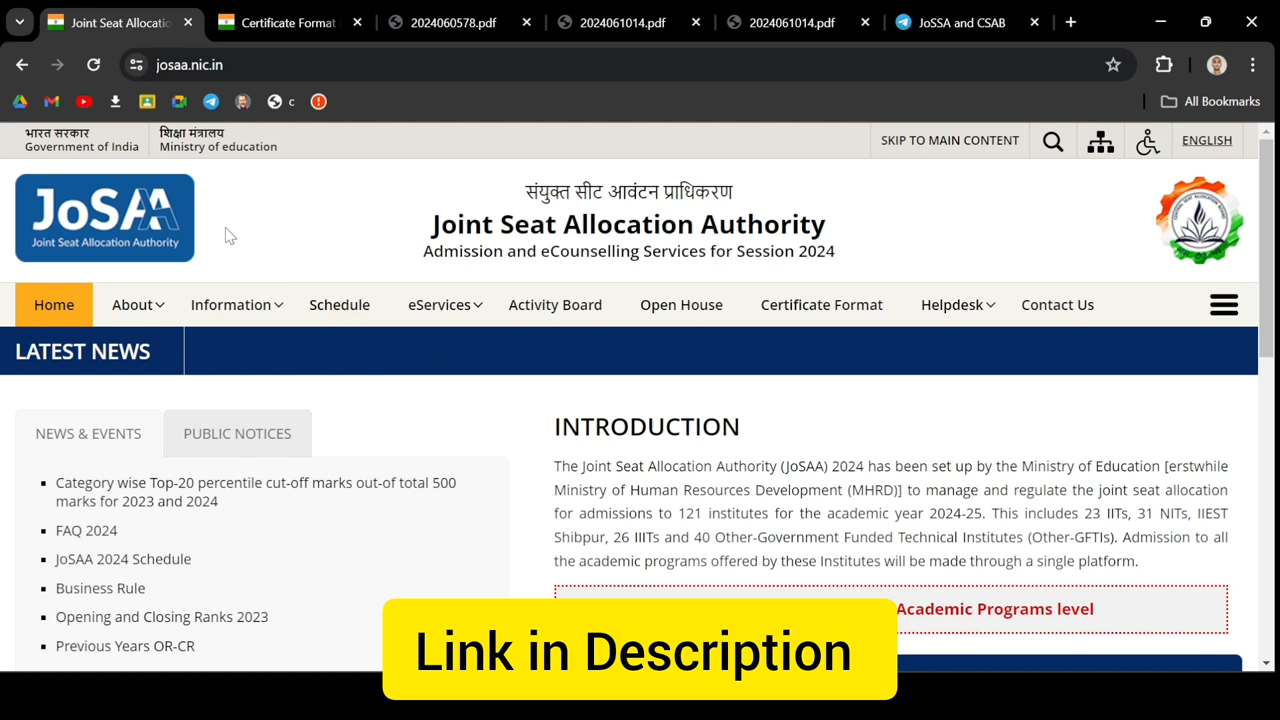 Joint Seat Allocatio
Certificate Format
2024060578.pdf
2024061014.pdf
2024061014.pdf
JoSSA and CSAB
josaa.nic.in
c
All Bookmarks
भारत सरकार
Government of India
शिक्षा मंत्रालय
Ministry of education
SKIP TO MAIN CONTENT
ENGLISH
JoSAA
Joint Seat Allocation Authority
संयुक्त सीट आवंटन प्राधिकरण
Joint Seat Allocation Authority
Admission and eCounselling Services for Session 2024
Home
About
Information
Schedule
eServices
Activity Board
Open House
Certificate Format
Helpdesk
Contact Us
LATEST NEWS
NEWS & EVENTS
PUBLIC NOTICES
Category wise Top-20 percentile cut-off marks out-of total 500
marks for 2023 and 2024
FAQ 2024
JoSAA 2024 Schedule
Business Rule
Opening and Closing Ranks 2023
Previous Years OR-CR
INTRODUCTION
The Joint Seat Allocation Authority (JoSAA) 2024 has been set up by the Ministry of Education [erstwhile
Ministry of Human Resources Development (MHRD)] to manage and regulate the joint seat allocation
for admissions to 121 institutes for the academic year 2024-25. This includes 23 IITs, 31 NITs, IIEST
Shibpur, 26 IIITs and 40 Other-Government Funded Technical Institutes (Other-GFTIs). Admission to all
the academic programs offered by these Institutes will be made through a single platform.
Academic Programs level
Link in Description